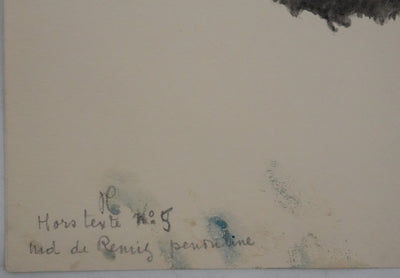 Hors texte N° 5
nid de Remiz penduline